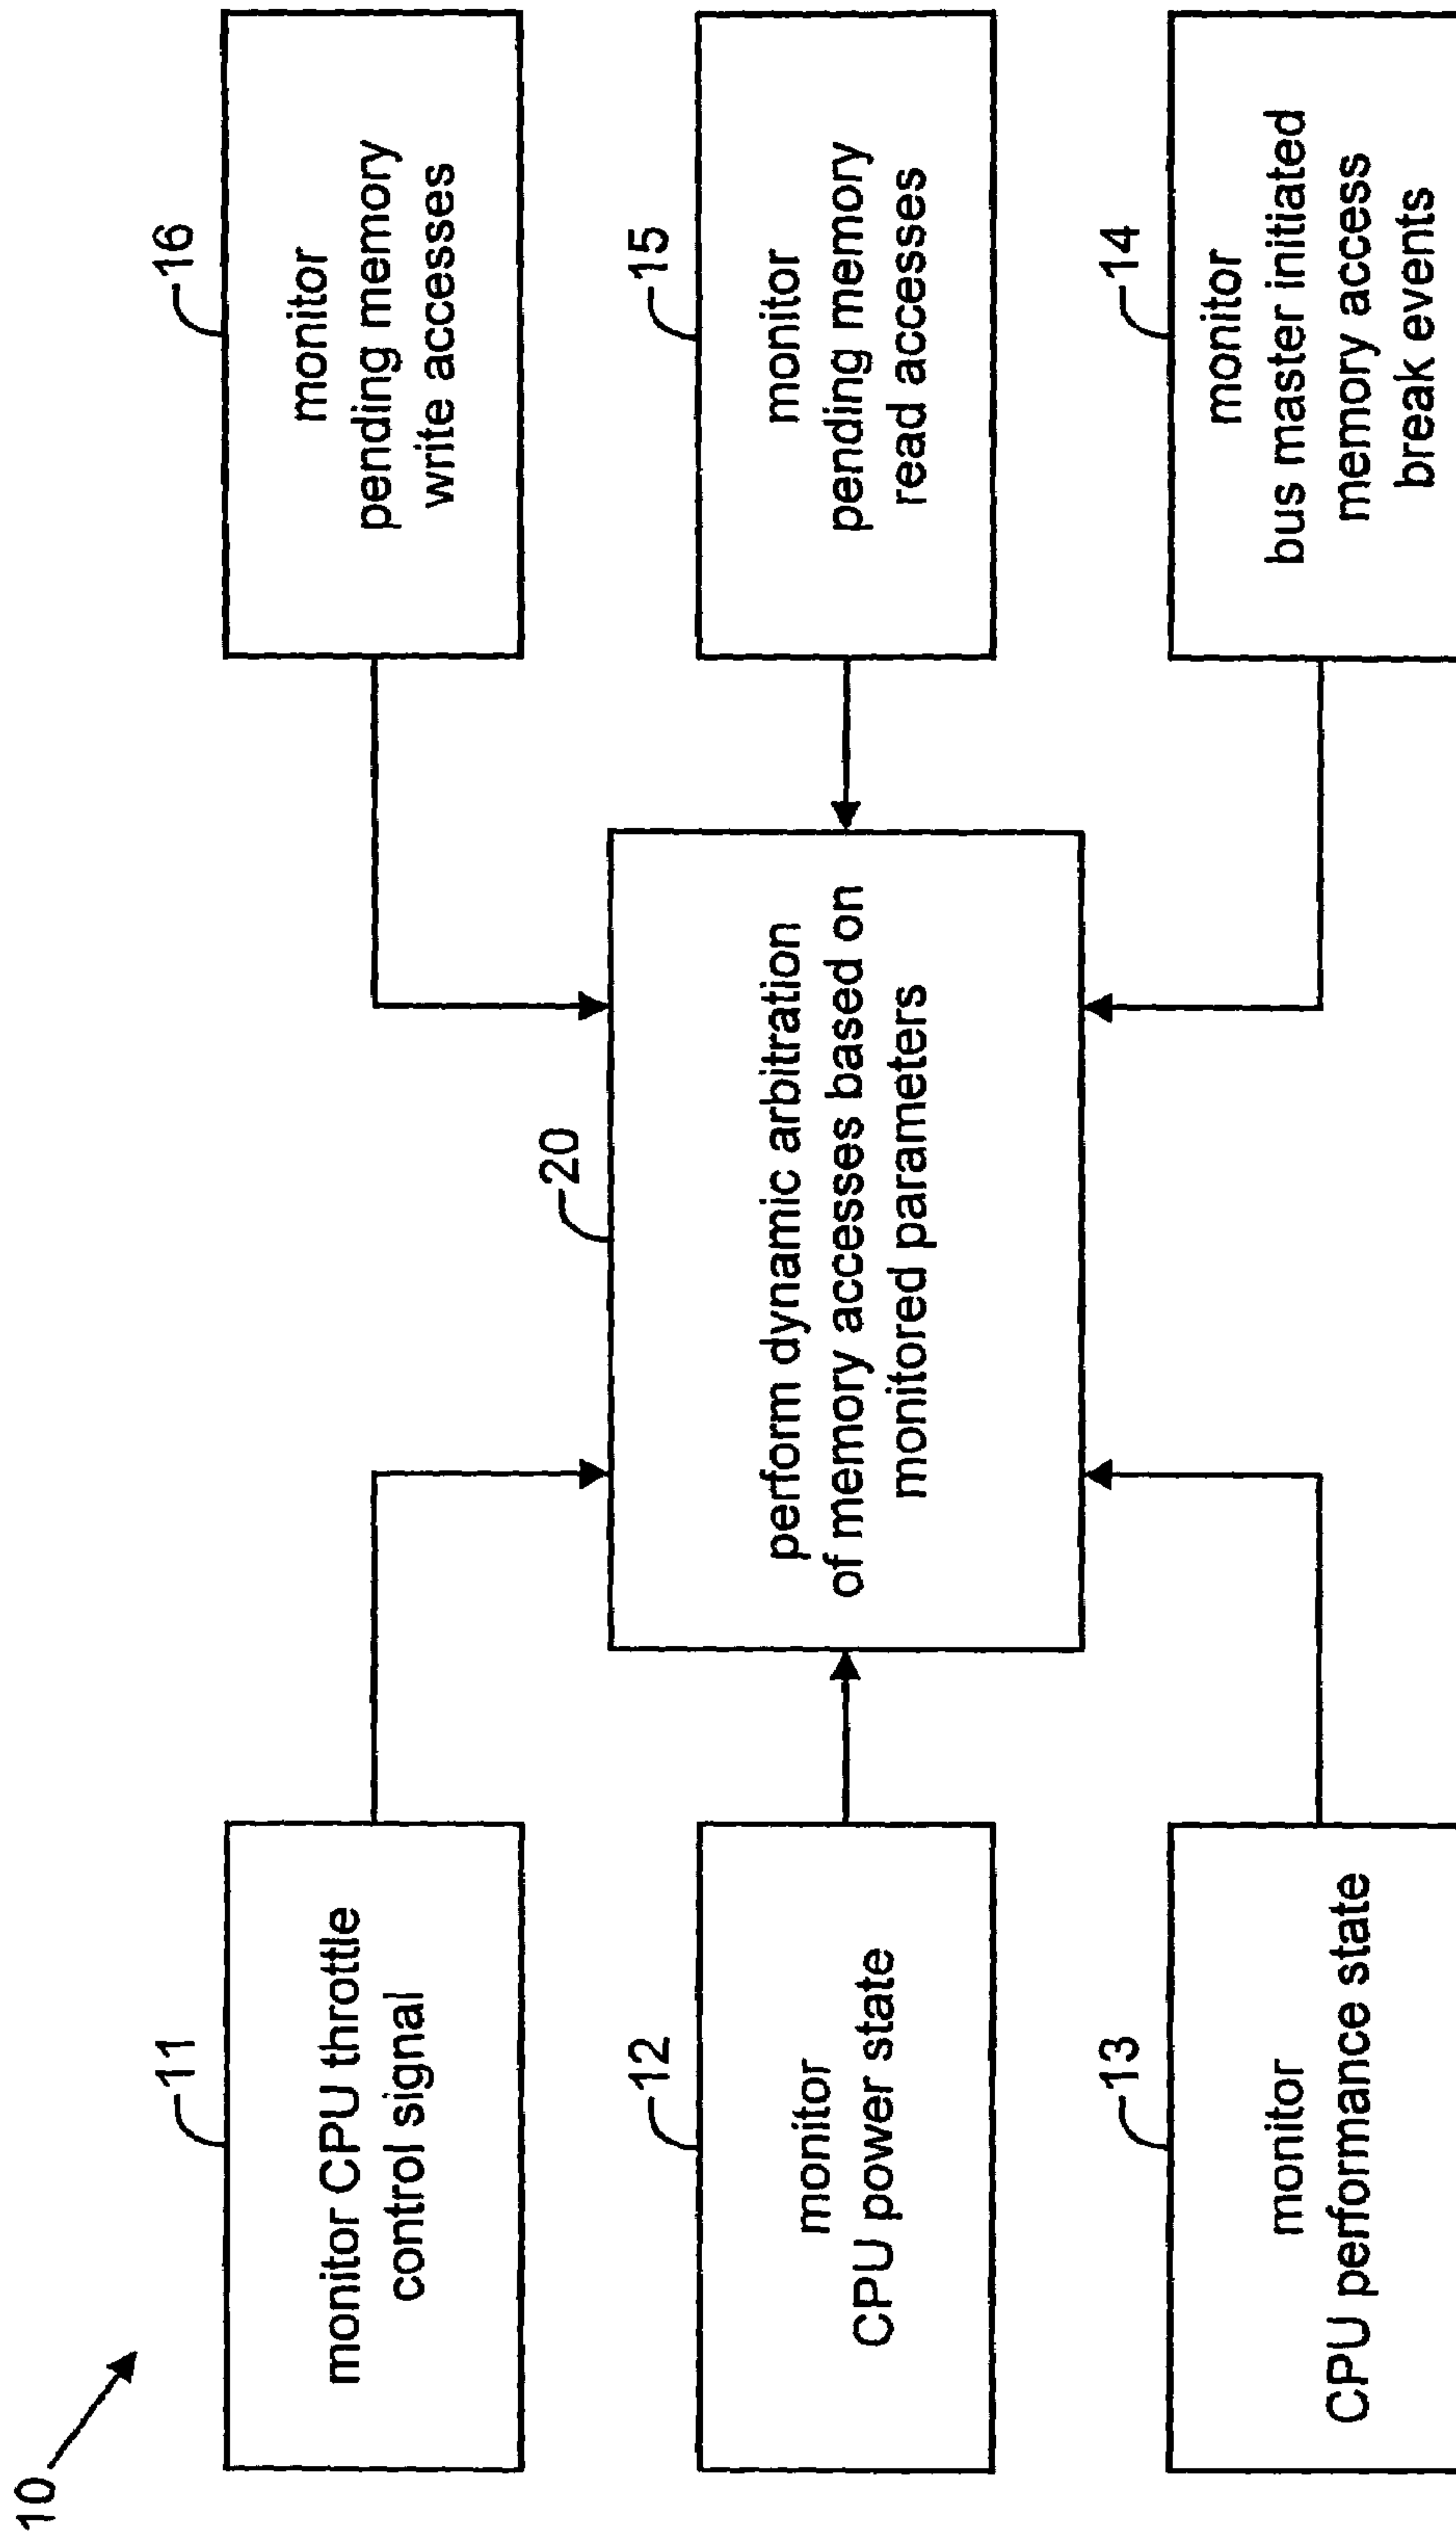 10
11
monitor CPU throttle
control signal
12
monitor
CPU power state
13
monitor
CPU performance state
20
perform dynamic arbitration
of memory accesses based on
monitored parameters
16
monitor
pending memory
write accesses
15
monitor
pending memory
read accesses
14
monitor
bus master initiated
memory access
break events